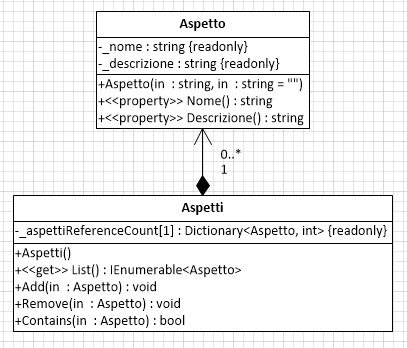 Aspetto
-_nome : string {readonly}
-_descrizione : string {readonly}
+Aspetto(in : string, in : string = "")
+<<property>> Nome() : string
+<<property>> Descrizione() : string
0..*
1
Aspetti
-_aspettiReferenceCount[1] : Dictionary<Aspetto, int> {readonly}
+Aspetti()
+<<get>> List() : IEnumerable<Aspetto>
+Add(in : Aspetto) : void
+Remove(in : Aspetto) : void
+Contains(in : Aspetto) : bool